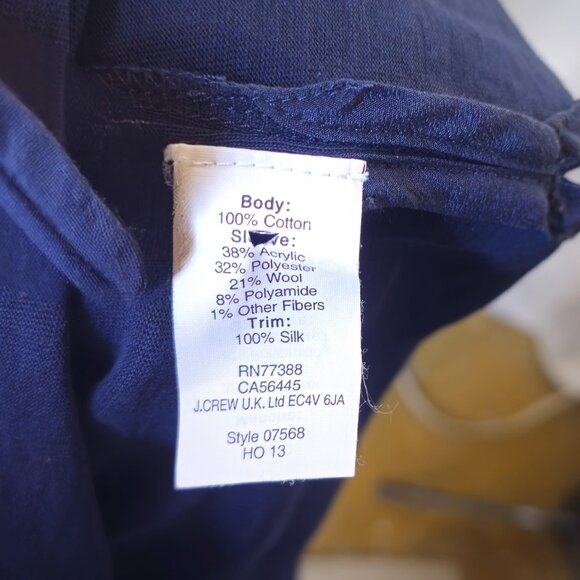 Body:
100% Cotton
Sleeve:
38% Acrylic
32% Polyester
21% Wool
8% Polyamide
1% Other Fibers
Trim:
100% Silk
RN77388
CA56445
J.CREW U.K. Ltd EC4V 6JA
Style 07568
HO 13